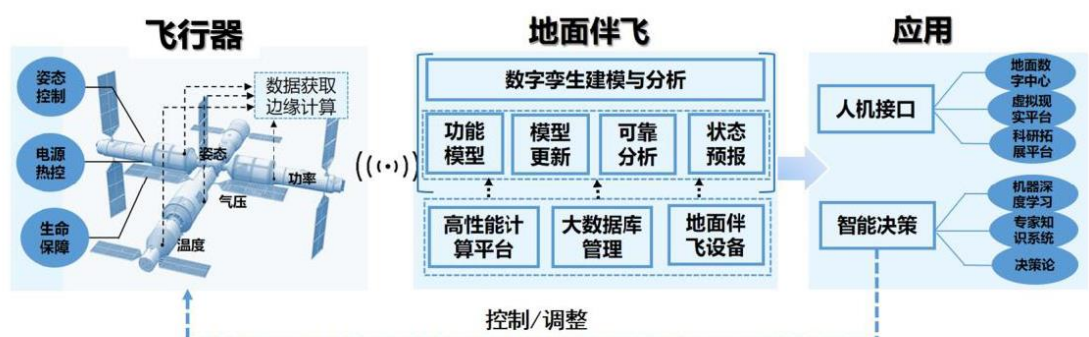 飞行器
姿态
控制
电源
热控
生命
保障
数据获取
边缘计算
姿态
功率
气压
温度
地面伴飞
数字孪生建模与分析
功能
模型
模型
更新
可靠
分析
状态
预报
高性能计
算平台
大数据库
管理
地面伴
飞设备
应用
人机接口
地面数
字中心
虚拟现
实平台
科研拓
展平台
智能决策
机器深
度学习
专家知
识系统
决策论
控制/调整